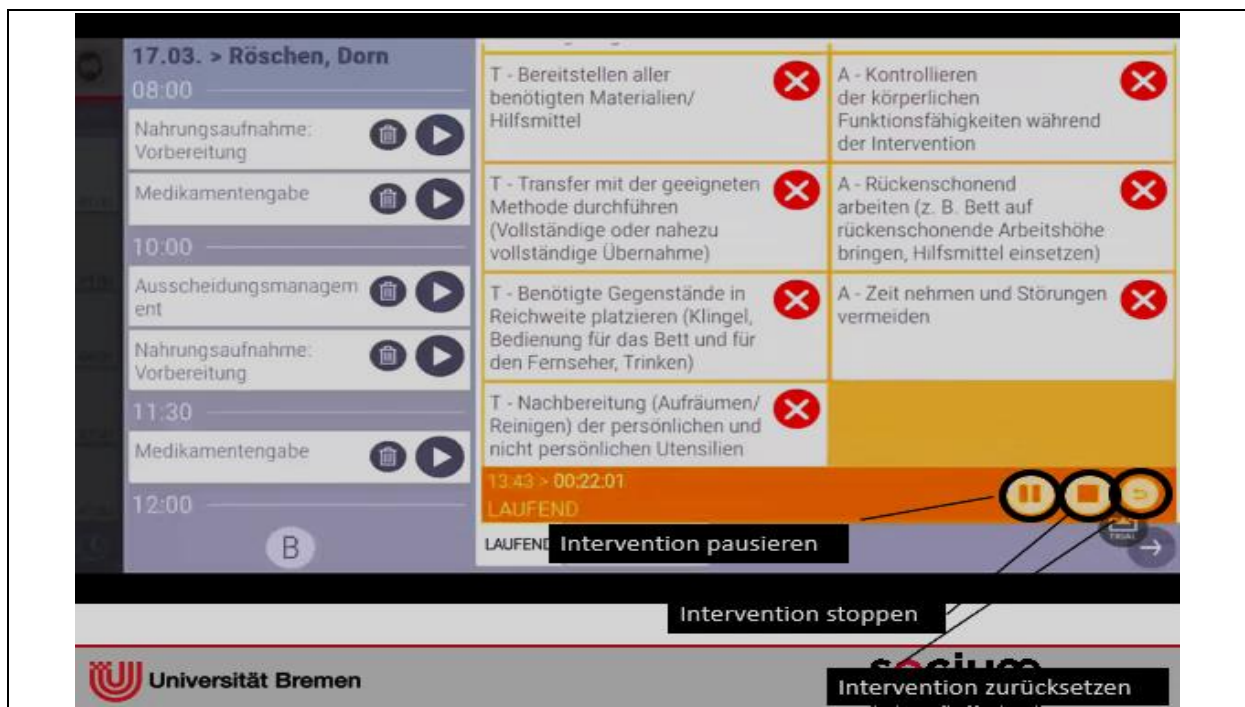 17.03. > Röschen, Dorn
08:00
Nahrungsaufnahme:
Vorbereitung
Medikamentengabe
10:00
Ausscheidungsmanagem
ent
Nahrungsaufnahme:
Vorbereitung
11:30
Medikamentengabe
12:00
B
T - Bereitstellen aller
benötigten Materialien/
Hilfsmittel
A - Kontrollieren
der körperlichen
Funktionsfähigkeiten während
der Intervention
T - Transfer mit der geeigneten
Methode durchführen
(Vollständige oder nahezu
vollständige Übernahme)
A - Rückenschonend
arbeiten (z. B. Bett auf
rückenschonende Arbeitshöhe
bringen, Hilfsmittel einsetzen)
T - Benötigte Gegenstände in
Reichweite platzieren (Klingel,
Bedienung für das Bett und für
den Fernseher, Trinken)
A - Zeit nehmen und Störungen
vermeiden
T - Nachbereitung (Aufräumen/
Reinigen) der persönlichen und
nicht persönlichen Utensilien
13:43 > 00:22:01
LAUFEND
LAUFEND
TRIAL
Intervention pausieren
Intervention stoppen
Intervention zurücksetzen
Universität Bremen